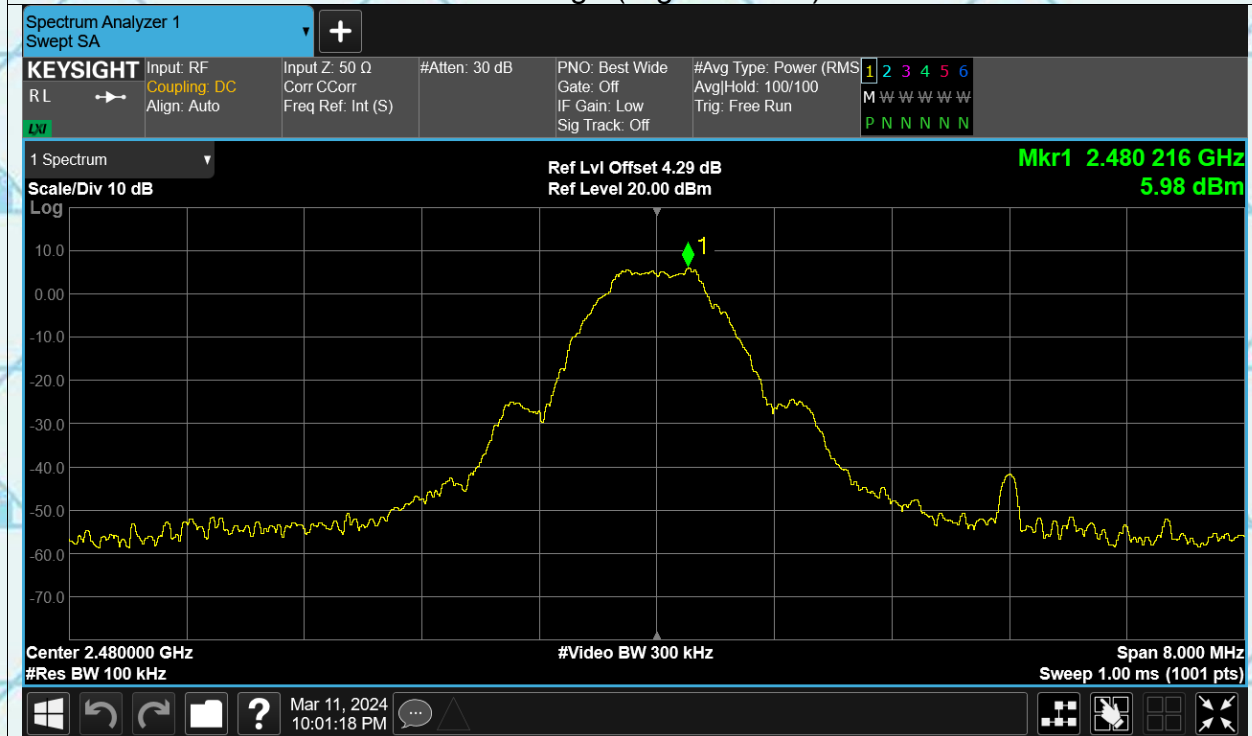 Spectrum Analyzer 1
Swept SA
+
KEYSIGHT
RL
LXI
Input: RF
Coupling: DC
Align: Auto
Input Z: 50 Ω
Corr CCorr
Freq Ref: Int (S)
#Atten: 30 dB
PNO: Best Wide
Gate: Off
IF Gain: Low
Sig Track: Off
#Avg Type: Power (RMS
Avg|Hold: 100/100
Trig: Free Run
1 2 3 4 5 6
M W W W W W
P N N N N N
1 Spectrum
Scale/Div 10 dB
Log
Ref Lvl Offset 4.29 dB
Ref Level 20.00 dBm
Mkr1 2.480 216 GHz
5.98 dBm
1
10.0
0.00
-10.0
-20.0
-30.0
-40.0
-50.0
-60.0
-70.0
Center 2.480000 GHz
#Res BW 100 kHz
#Video BW 300 kHz
Span 8.000 MHz
Sweep 1.00 ms (1001 pts)
?
Mar 11, 2024
10:01:18 PM